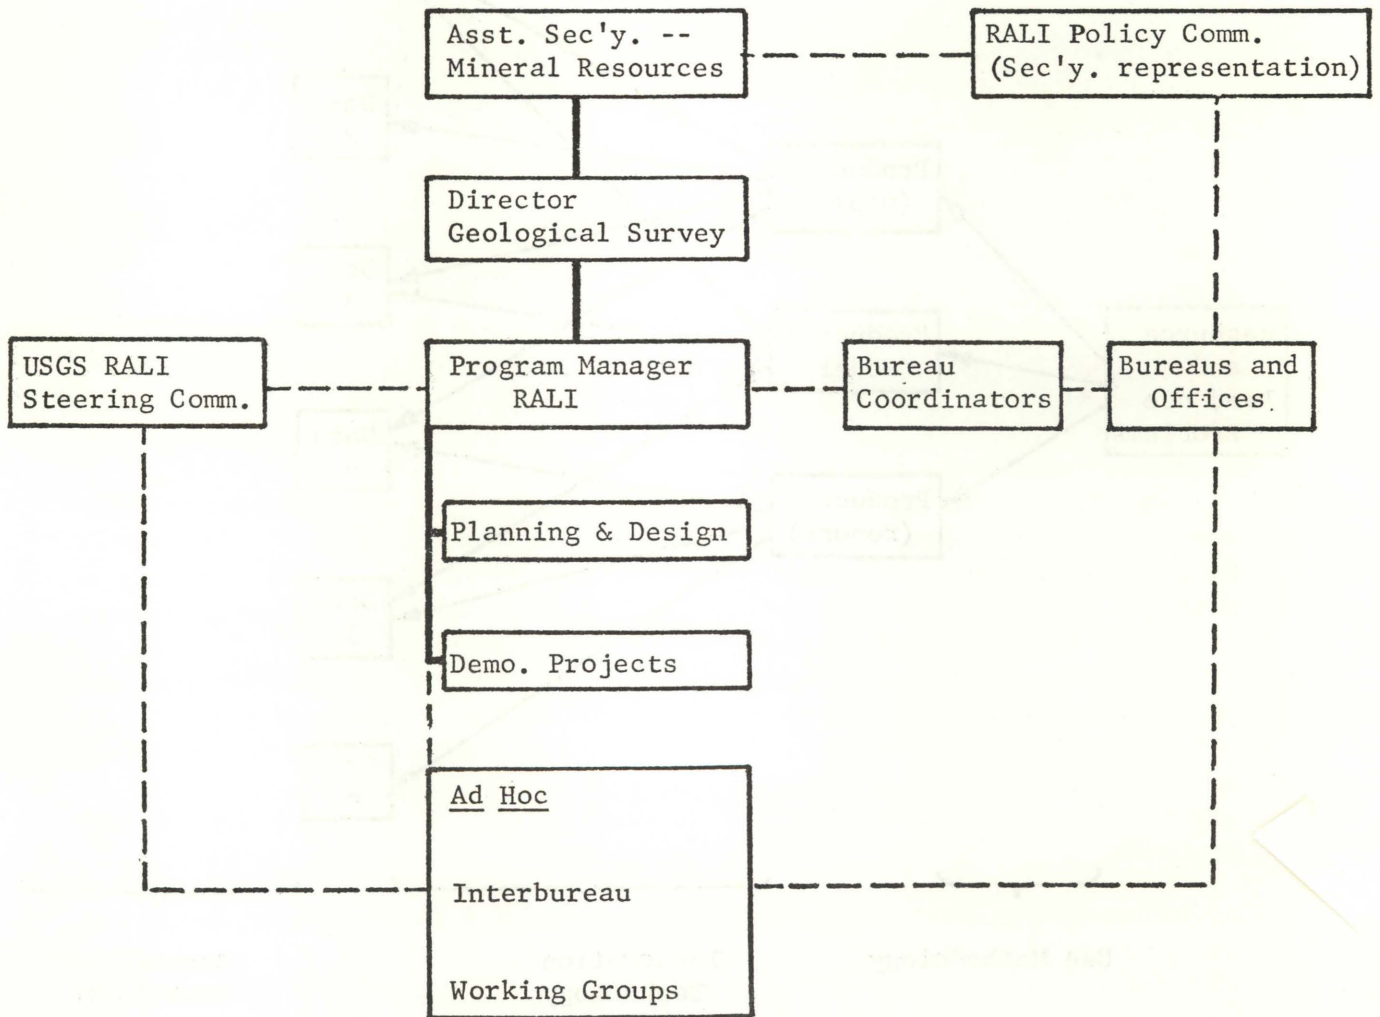 Asst. Sec'y. --
Mineral Resources
RALI Policy Comm.
(Sec'y. representation)
Director
Geological Survey
USGS RALI
Steering Comm.
Program Manager
RALI
Bureau
Coordinators
Bureaus and
Offices
Planning & Design
Demo. Projects
Ad Hoc
Interbureau
Working Groups